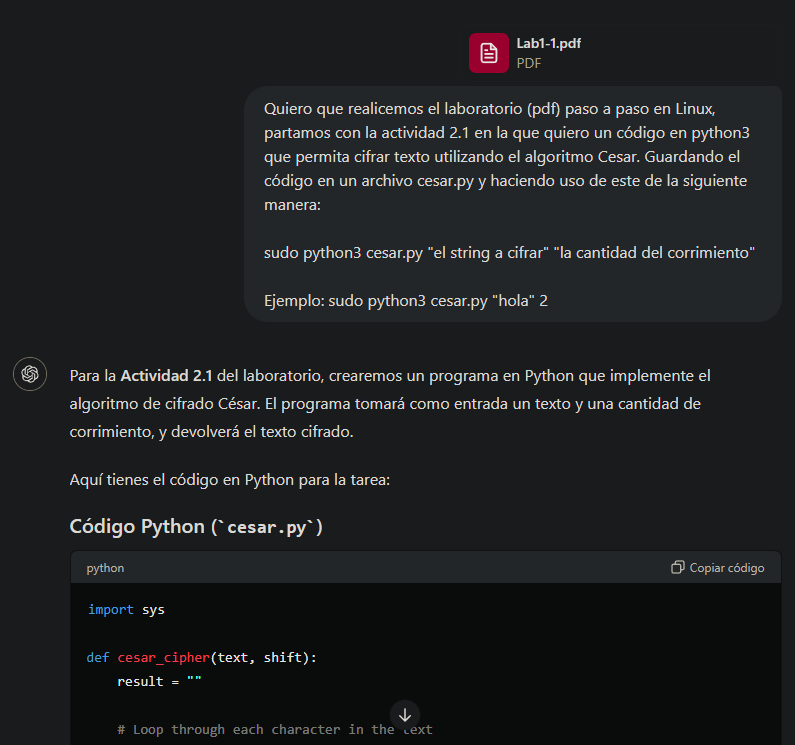 Lab1-1.pdf
PDF
Quiero que realicemos el laboratorio (pdf) paso a paso en Linux,
partamos con la actividad 2.1 en la que quiero un código en python3
que permita cifrar texto utilizando el algoritmo Cesar. Guardando el
código en un archivo cesar.py y haciendo uso de este de la siguiente
manera:
sudo python3 cesar.py "el string a cifrar" "la cantidad del corrimiento"
Ejemplo: sudo python3 cesar.py "hola" 2
Para la Actividad 2.1 del laboratorio, crearemos un programa en Python que implemente el
algoritmo de cifrado César. El programa tomará como entrada un texto y una cantidad de
corrimiento, y devolverá el texto cifrado.
Aquí tienes el código en Python para la tarea:
Código Python (`cesar.py`)
python
Copiar código
import sys
def cesar_cipher(text, shift):
result = ""
# Loop through each character in the text